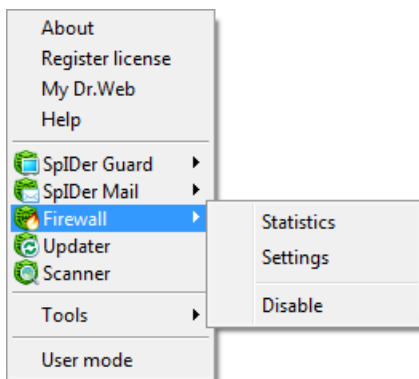 About
Register license
My Dr.Web
Help
SpIDer Guard
SpIDer Mail
Firewall
Updater
Scanner
Tools
User mode
Statistics
Settings
Disable